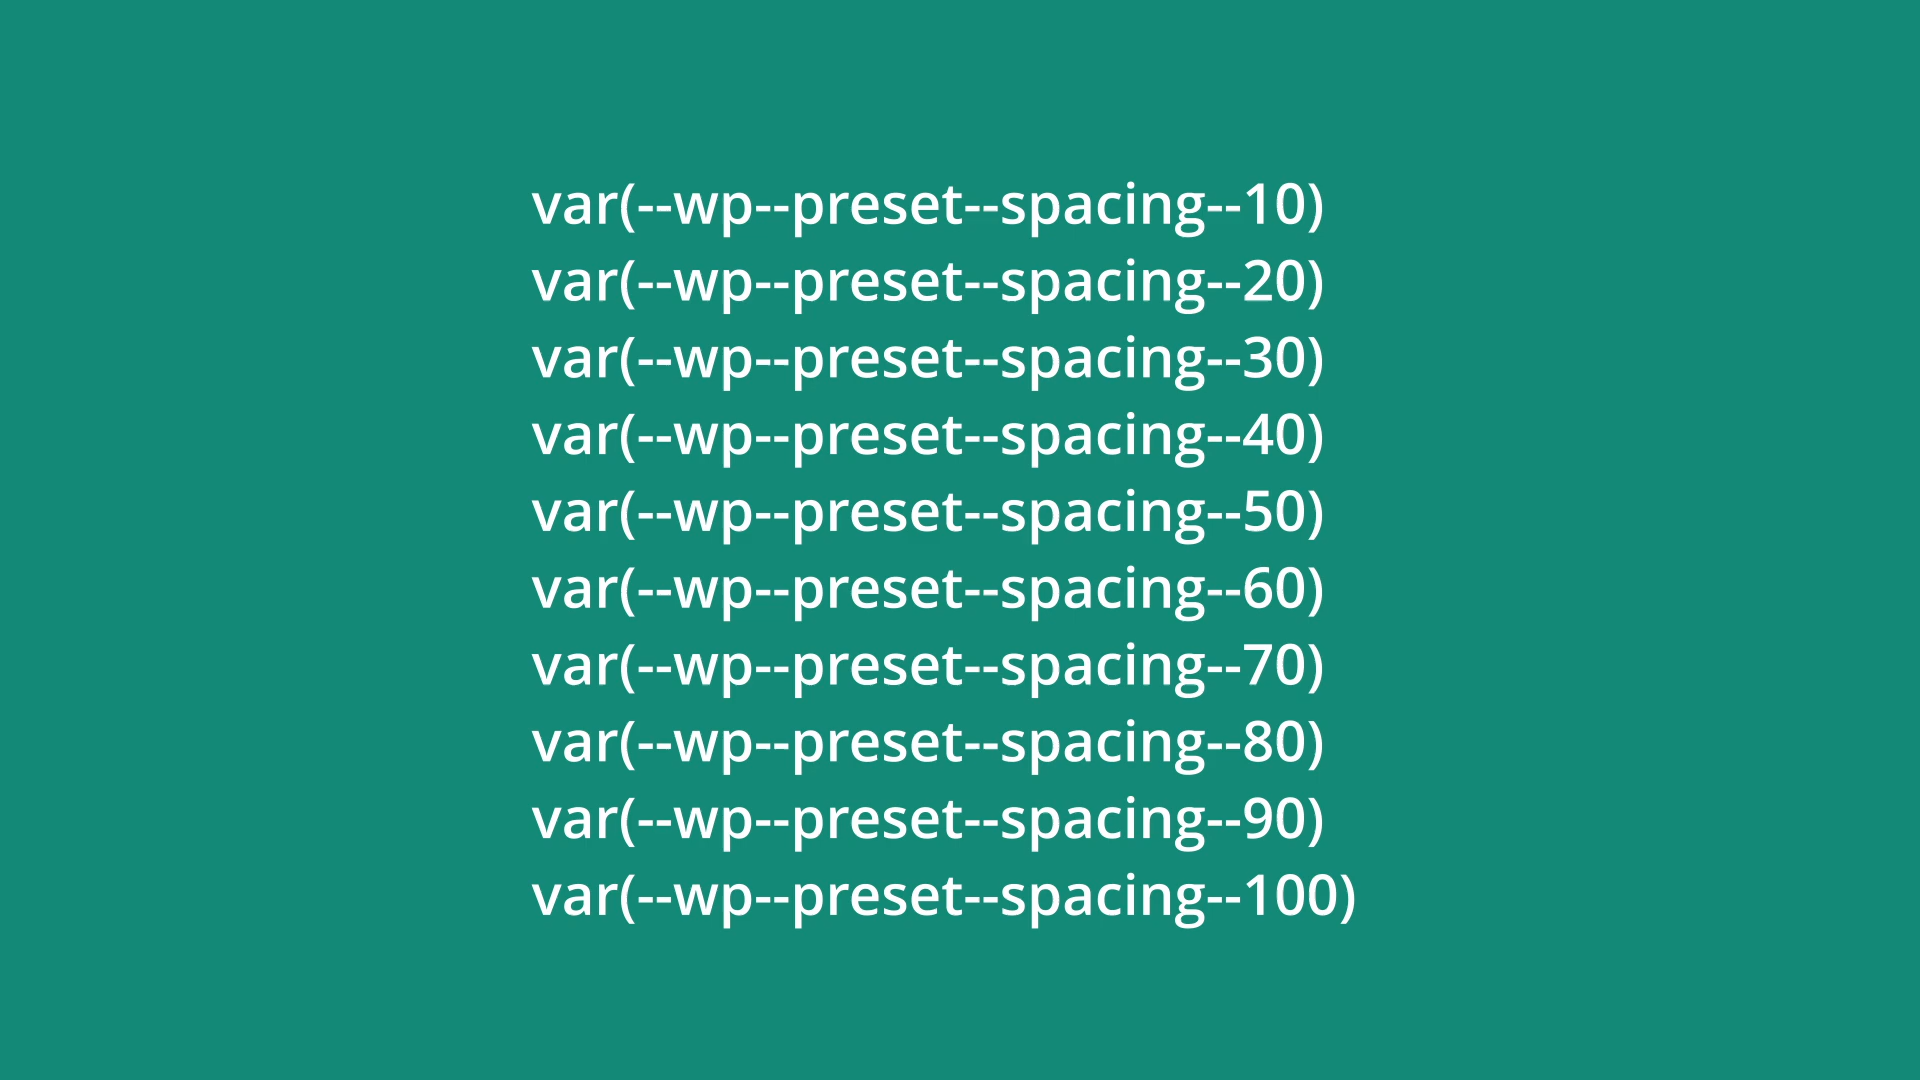 var(--wp--preset--spacing--10)
var(--wp--preset--spacing--20)
var(--wp--preset--spacing--30)
var(--wp--preset--spacing--40)
var(--wp--preset--spacing--50)
var(--wp--preset--spacing--60)
var(--wp--preset--spacing--70)
var(--wp--preset--spacing--80)
var(--wp--preset--spacing--90)
var(--wp--preset--spacing--100)